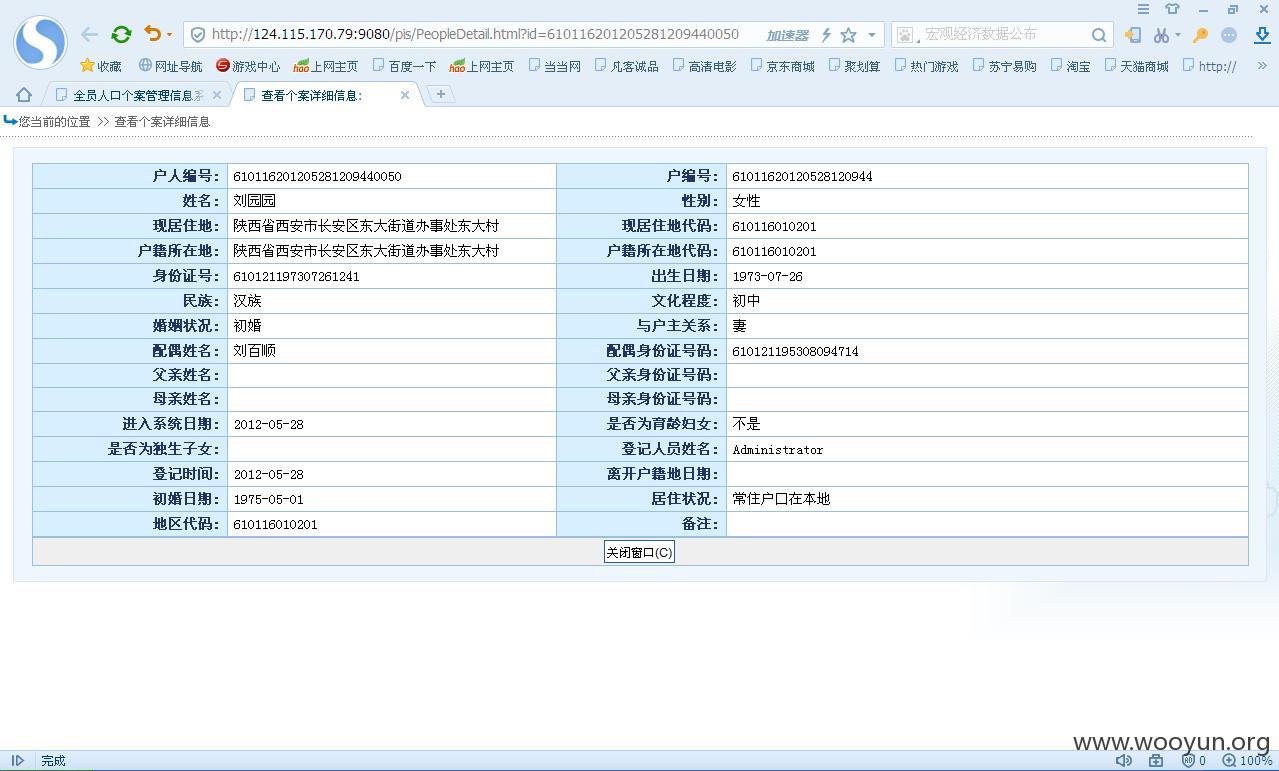 http://124.115.170.79:9080/pis/PeopleDetail.html?id=610116201205281209440050 加速器 宏观经济数据公布
收藏 网址导航 游戏中心 上网主页 百度一下 上网主页 当当网 凡客诚品 高清电影 京东商城 聚划算 热门游戏 苏宁易购 淘宝 天猫商城 http://
全员人口个案管理信息系 查看个案详细信息:
您当前的位置 >> 查看个案详细信息
户人编号: 610116201205281209440050 户编号: 61011620120528120944
姓名: 刘园园 性别: 女性
现居住地: 陕西省西安市长安区东大街道办事处东大村 现居住地代码: 610116010201
户籍所在地: 陕西省西安市长安区东大街道办事处东大村 户籍所在地代码: 610116010201
身份证号: 610121197307261241 出生日期: 1973-07-26
民族: 汉族 文化程度: 初中
婚姻状况: 初婚 与户主关系: 妻
配偶姓名: 刘百顺 配偶身份证号码: 610121195308094714
父亲姓名: 父亲身份证号码:
母亲姓名: 母亲身份证号码:
进入系统日期: 2012-05-28 是否为育龄妇女: 不是
是否为独生子女: 登记人员姓名: Administrator
登记时间: 2012-05-28 离开户籍地日期:
初婚日期: 1975-05-01 居住状况: 常住户口在本地
地区代码: 610116010201 备注:
关闭窗口(C)
www.wooyun.org
完成 0 100%